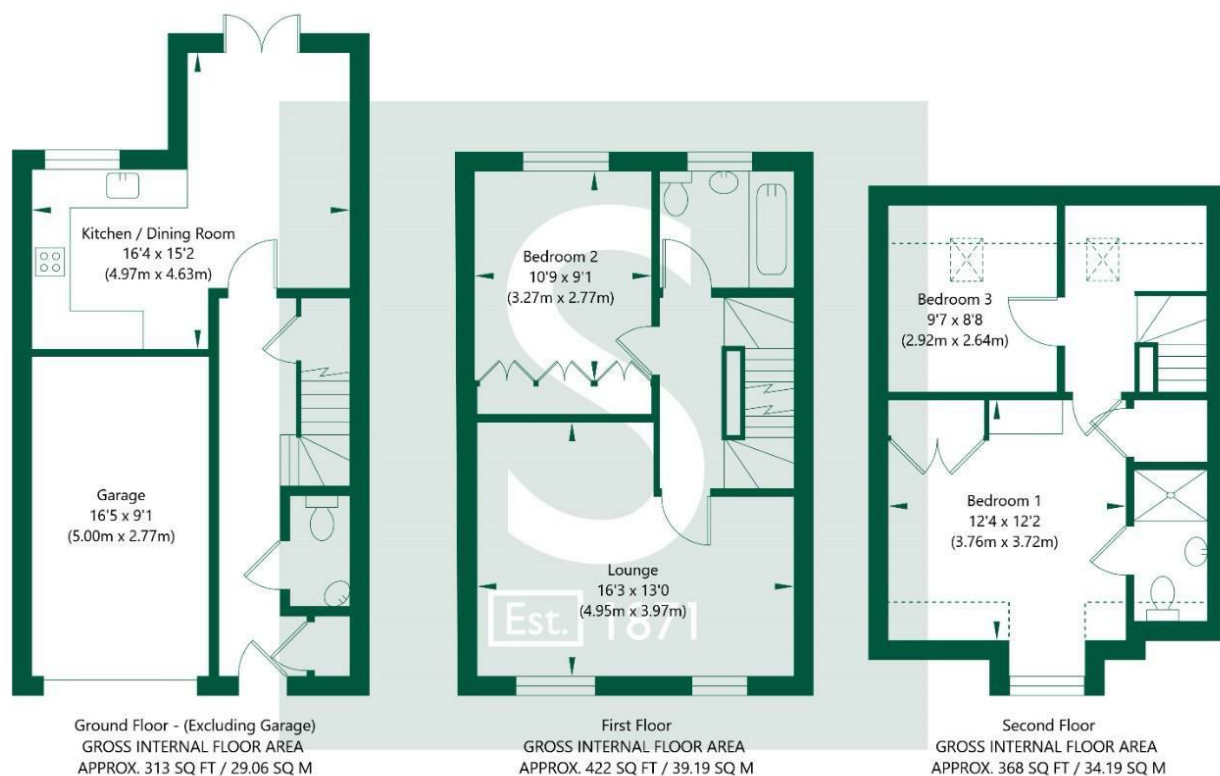 Kitchen / Dining Room
16'4 x 15'2
(4.97m x 4.63m)
Garage
16'5 x 9'1
(5.00m x 2.77m)
Ground Floor - (Excluding Garage)
GROSS INTERNAL FLOOR AREA
APPROX. 313 SQ FT / 29.06 SQ M
Bedroom 2
10'9 x 9'1
(3.27m x 2.77m)
Lounge
16'3 x 13'0
(4.95m x 3.97m)
S
Est. 1871
First Floor
GROSS INTERNAL FLOOR AREA
APPROX. 422 SQ FT / 39.19 SQ M
Bedroom 3
9'7 x 8'8
(2.92m x 2.64m)
Bedroom 1
12'4 x 12'2
(3.76m x 3.72m)
Second Floor
GROSS INTERNAL FLOOR AREA
APPROX. 368 SQ FT / 34.19 SQ M